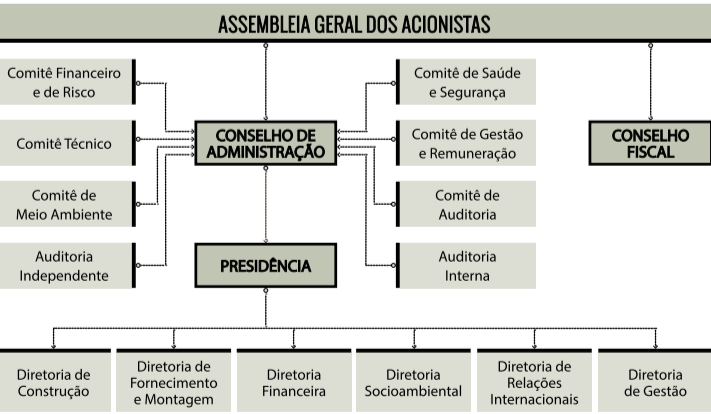 ASSEMBLEIA GERAL DOS ACIONISTAS
Comitê Financeiro
e de Risco
Comitê de Saúde
e Segurança
Comitê Técnico
CONSELHO DE
ADMINISTRAÇÃO
Comitê de Gestão
e Remuneração
CONSELHO
FISCAL
Comitê de
Meio Ambiente
Comitê de
Auditoria
Auditoria
Independente
PRESIDÊNCIA
Auditoria
Interna
Diretoria de
Construção
Diretoria de
Fornecimento
e Montagem
Diretoria
Financeira
Diretoria
Socioambiental
Diretoria de
Relações
Internacionais
Diretoria
de Gestão